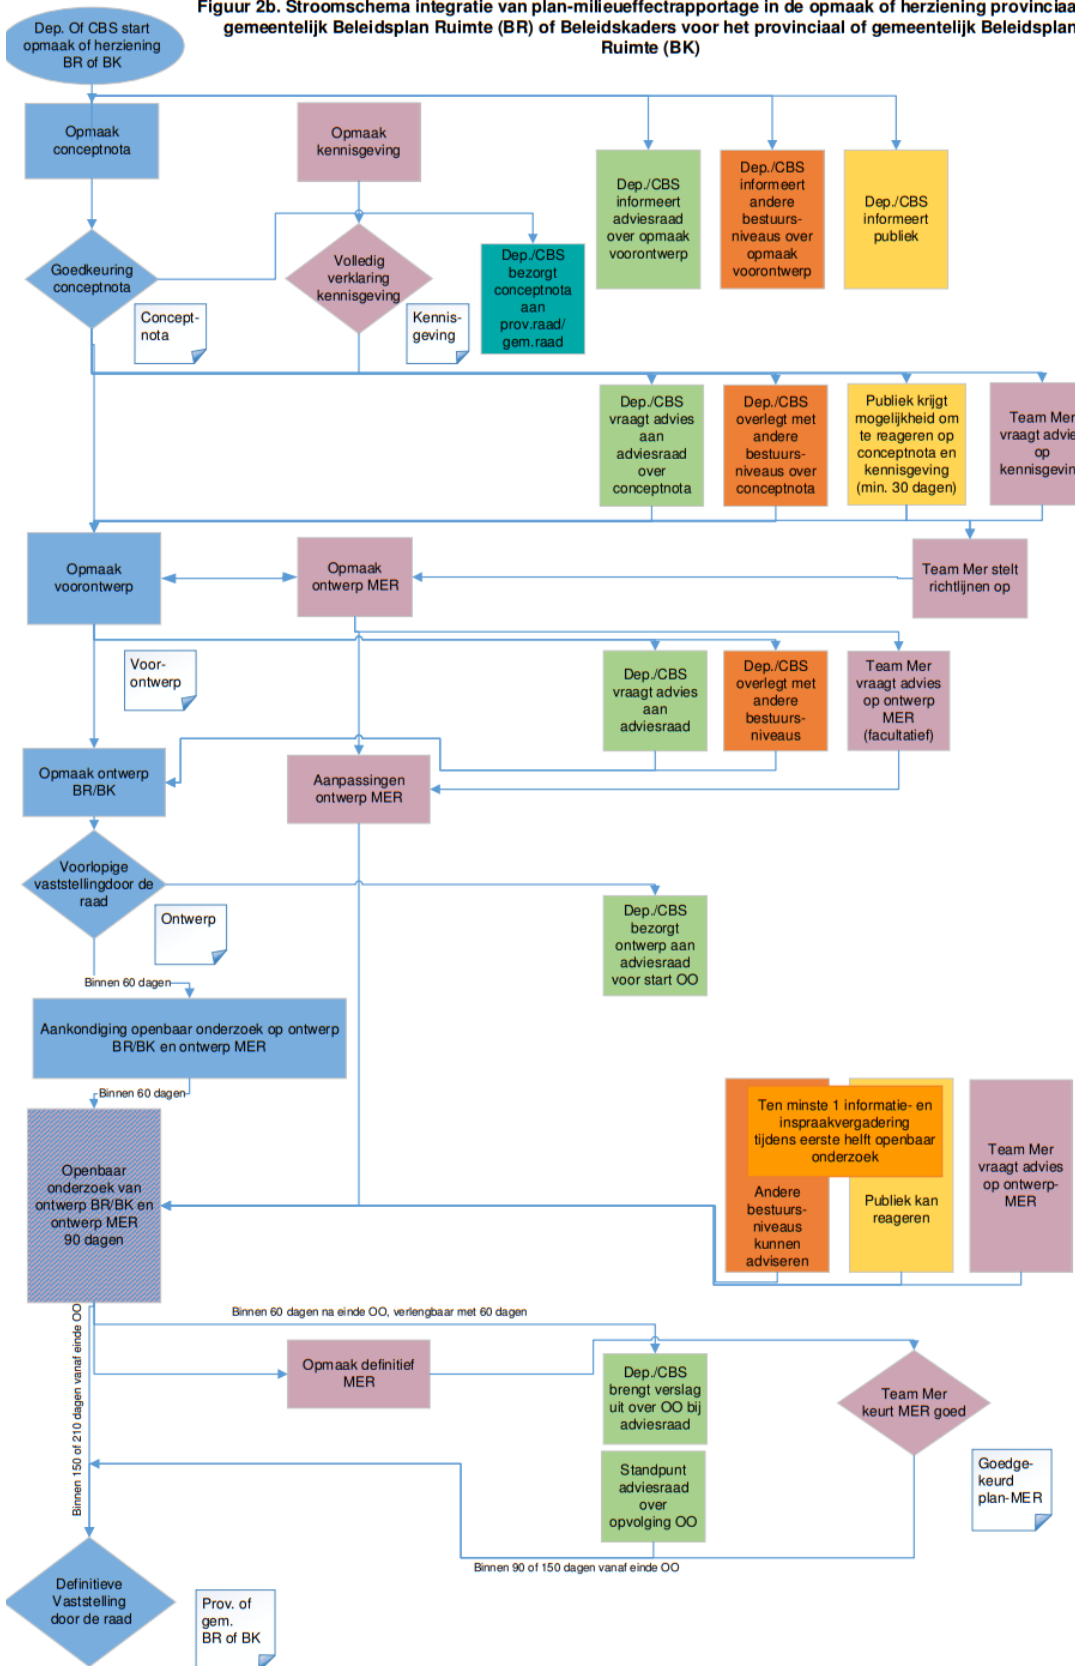 Figuur 2b. Stroomschema integratie van plan-milieueffectrapportage in de opmaak of herziening provinciaa
gemeentelijk Beleidsplan Ruimte (BR) of Beleidskaders voor het provinciaal of gemeentelijk Beleidsplan
Ruimte (BK)
Dep. Of CBS start
opmaak of herziening
BR of BK
Opmaak
conceptnota
Opmaak
kennisgeving
Dep./CBS
informeert
adviesraad
over opmaak
voorontwerp
Dep./CBS
informeert
andere
bestuurs-
niveaus over
opmaak
voorontwerp
Dep./CBS
informeert
publiek
Goedkeuring
conceptnota
Volledig
verklaring
kennisgeving
Dep./CBS
bezorgt
conceptnota
aan
prov.raad/
gem.raad
Concept-
nota
Kennis-
geving
Dep./CBS
vraagt advies
aan
adviesraad
over
conceptnota
Dep./CBS
overlegt met
andere
bestuurs-
niveaus over
conceptnota
Publiek krijgt
mogelijkheid om
te reageren op
conceptnota en
kennisgeving
(min. 30 dagen)
Team Mer
vraagt advie
op
kennisgevin
Opmaak
voorontwerp
Opmaak
ontwerp MER
Team Mer stelt
richtlijnen op
Voor-
ontwerp
Dep./CBS
vraagt advies
aan
adviesraad
Dep./CBS
overlegt met
andere
bestuurs-
niveaus
Team Mer
vraagt advies
op ontwerp
MER
(facultatief)
Opmaak ontwerp
BR/BK
Aanpassingen
ontwerp MER
Voorlopige
vaststellingdoor de
raad
Ontwerp
Dep./CBS
bezorgt
ontwerp aan
adviesraad
voor start OO
Binnen 60 dagen
Aankondiging openbaar onderzoek op ontwerp
BR/BK en ontwerp MER
Binnen 60 dagen
Openbaar
onderzoek van
ontwerp BR/BK en
ontwerp MER
90 dagen
Ten minste 1 informatie- en
inspraakvergadering
tijdens eerste helft openbaar
onderzoek
Andere
bestuurs-
niveaus
kunnen
adviseren
Publiek kan
reageren
Team Mer
vraagt advies
op ontwerp-
MER
Binnen 60 dagen na einde OO, verlengbaar met 60 dagen
Binnen 150 of 210 dagen vanaf einde OO
Opmaak definitief
MER
Dep./CBS
brengt verslag
uit over OO bij
adviesraad
Team Mer
keurt MER goed
Standpunt
adviesraad
over
opvolging OO
Goedge-
keurd
plan-MER
Binnen 90 of 150 dagen vanaf einde OO
Definitieve
Vaststelling
door de raad
Prov. of
gem.
BR of BK